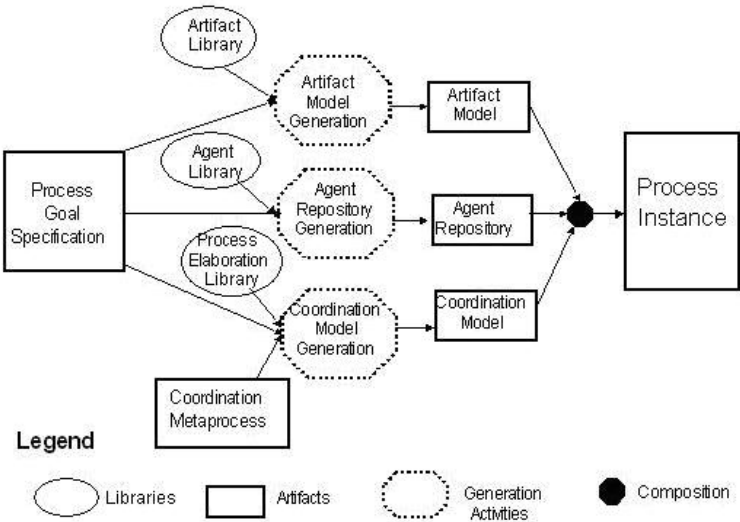 Artifact
Library
Artifact
Model
Generation
Artifact
Model
Agent
Library
Process
Goal
Specification
Agent
Repository
Generation
Agent
Repository
Process
Instance
Process
Elaboration
Library
Coordination
Model
Generation
Coordination
Model
Coordination
Metaprocess
Legend
Libraries
Artifacts
Generation
Activities
Composition